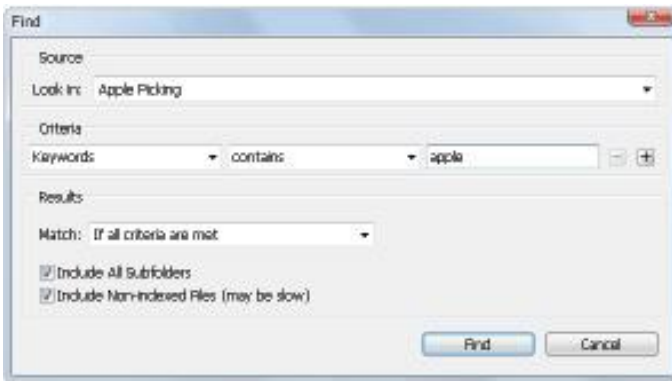 Find
Source
Look in: Apple Picking
Criteria
Keywords contains apple
Results
Match: If all criteria are met
Include All Subfolders
Include Non-indexed Files (may be slow)
Find Cancel